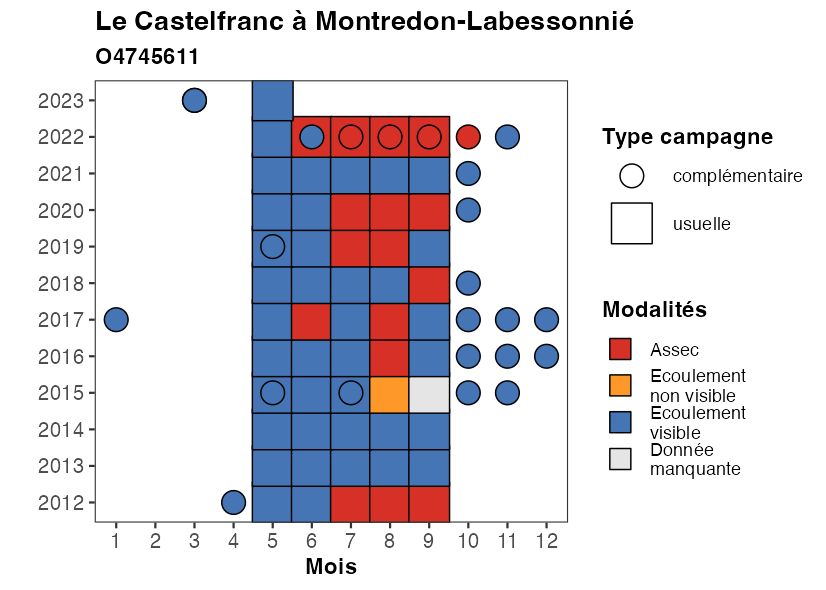 Le Castelfranc à Montredon-Labessonnié
O4745611
2023
2022
2021
2020
2019
2018
2017
2016
2015
2014
2013
2012
1 2 3 4 5 6 7 8 9 10 11 12
Mois
Type campagne
complémentaire
usuelle
Modalités
Assec
Ecoulement
non visible
Ecoulement
visible
Donnée
manquante